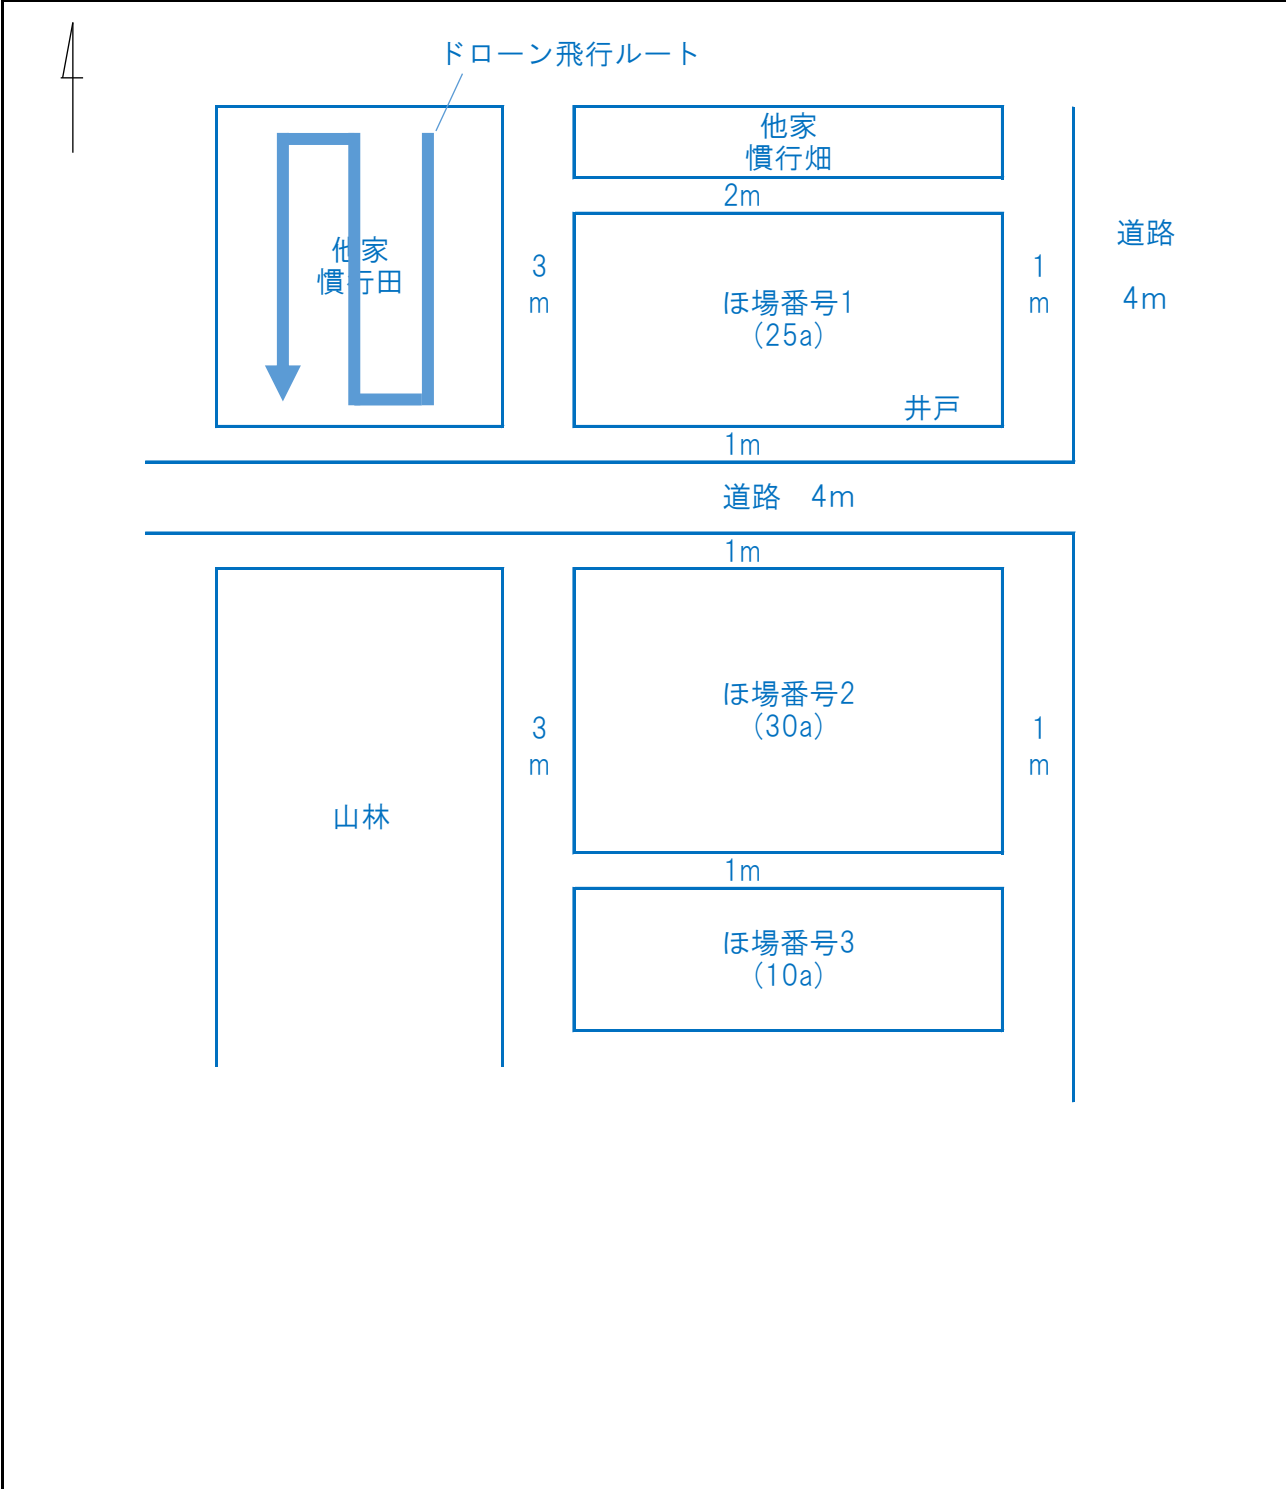 ドローン飛行ルート
他家
慣行畑
2m
道路
4m
他家
慣行田
3
m
ほ場番号1
(25a)
1
m
井戸
1m
道路　4m
1m
ほ場番号2
(30a)
3
m
1
m
山林
1m
ほ場番号3
(10a)